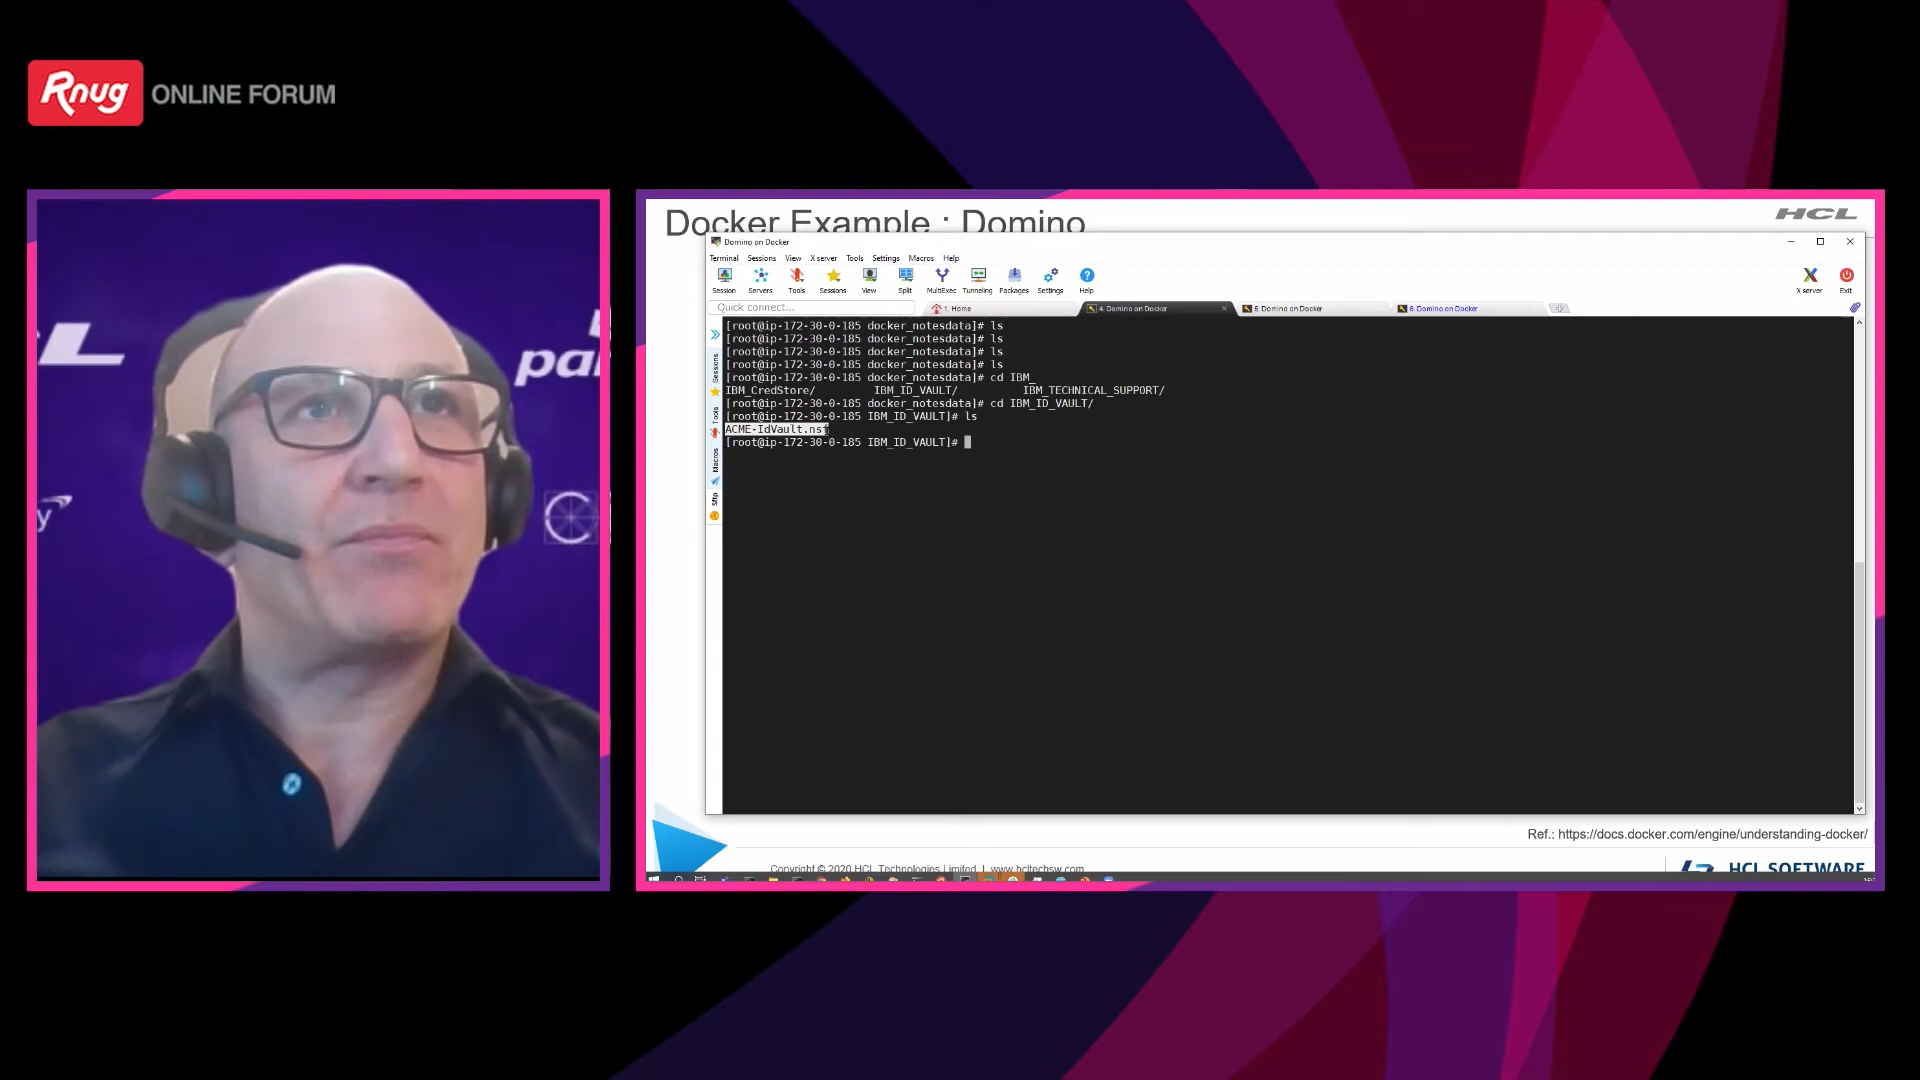 Rnug ONLINE FORUM
Docker Example : Domino
HCL
Domino on Docker
Terminal Sessions View X server Tools Settings Macros Help
Session Servers Tools Sessions View Split MultiExec Tunneling Packages Settings Help X server Exit
Quick connect...
1. Home
4. Domino on Docker
5. Domino on Docker
6. Domino on Docker
Sessions
Tools
Macros
Sftp
[root@ip-172-30-0-185 docker_notesdata]# ls
[root@ip-172-30-0-185 docker_notesdata]# ls
[root@ip-172-30-0-185 docker_notesdata]# ls
[root@ip-172-30-0-185 docker_notesdata]# ls
[root@ip-172-30-0-185 docker_notesdata]# cd IBM_
IBM_CredStore/ IBM_ID_VAULT/ IBM_TECHNICAL_SUPPORT/
[root@ip-172-30-0-185 docker_notesdata]# cd IBM_ID_VAULT/
[root@ip-172-30-0-185 IBM_ID_VAULT]# ls
ACME-IdVault.nsf
[root@ip-172-30-0-185 IBM_ID_VAULT]#
Ref.: https://docs.docker.com/engine/understanding-docker/
Copyright © 2020 HCL Technologies Limited | www.hcltechsw.com
HCL SOFTWARE